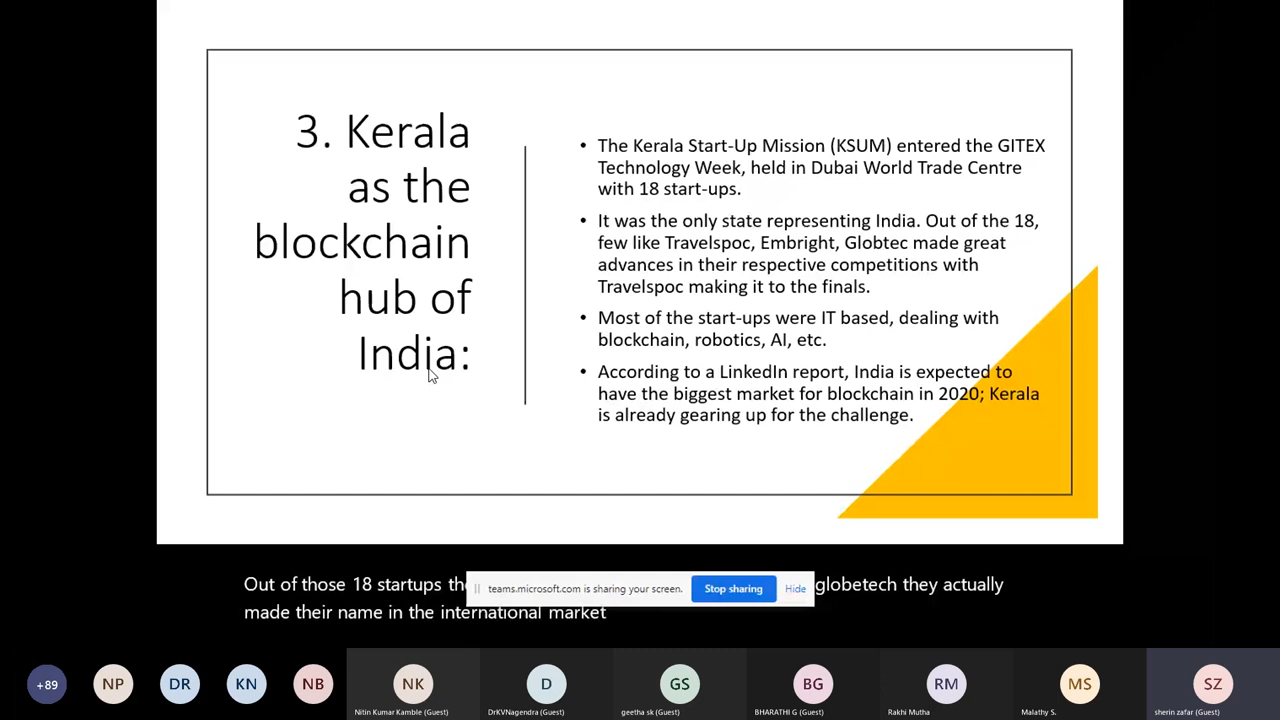 3. Kerala
as the
blockchain
hub of
India:
• The Kerala Start-Up Mission (KSUM) entered the GITEX
Technology Week, held in Dubai World Trade Centre
with 18 start-ups.
• It was the only state representing India. Out of the 18,
few like Travelspoc, Embright, Globtec made great
advances in their respective competitions with
Travelspoc making it to the finals.
• Most of the start-ups were IT based, dealing with
blockchain, robotics, AI, etc.
• According to a LinkedIn report, India is expected to
have the biggest market for blockchain in 2020; Kerala
is already gearing up for the challenge.
Out of those 18 startups globetech they actually
made their name in the international market
teams.microsoft.com is sharing your screen. Stop sharing Hide
+89 NP DR KN NB NK D GS BG RM MS SZ
Nitin Kumar Kamble (Guest) DrKVNagendra (Guest) geetha sk (Guest) BHARATHI G (Guest) Rakhi Mutha Malathy S. sherin zafar (Guest)